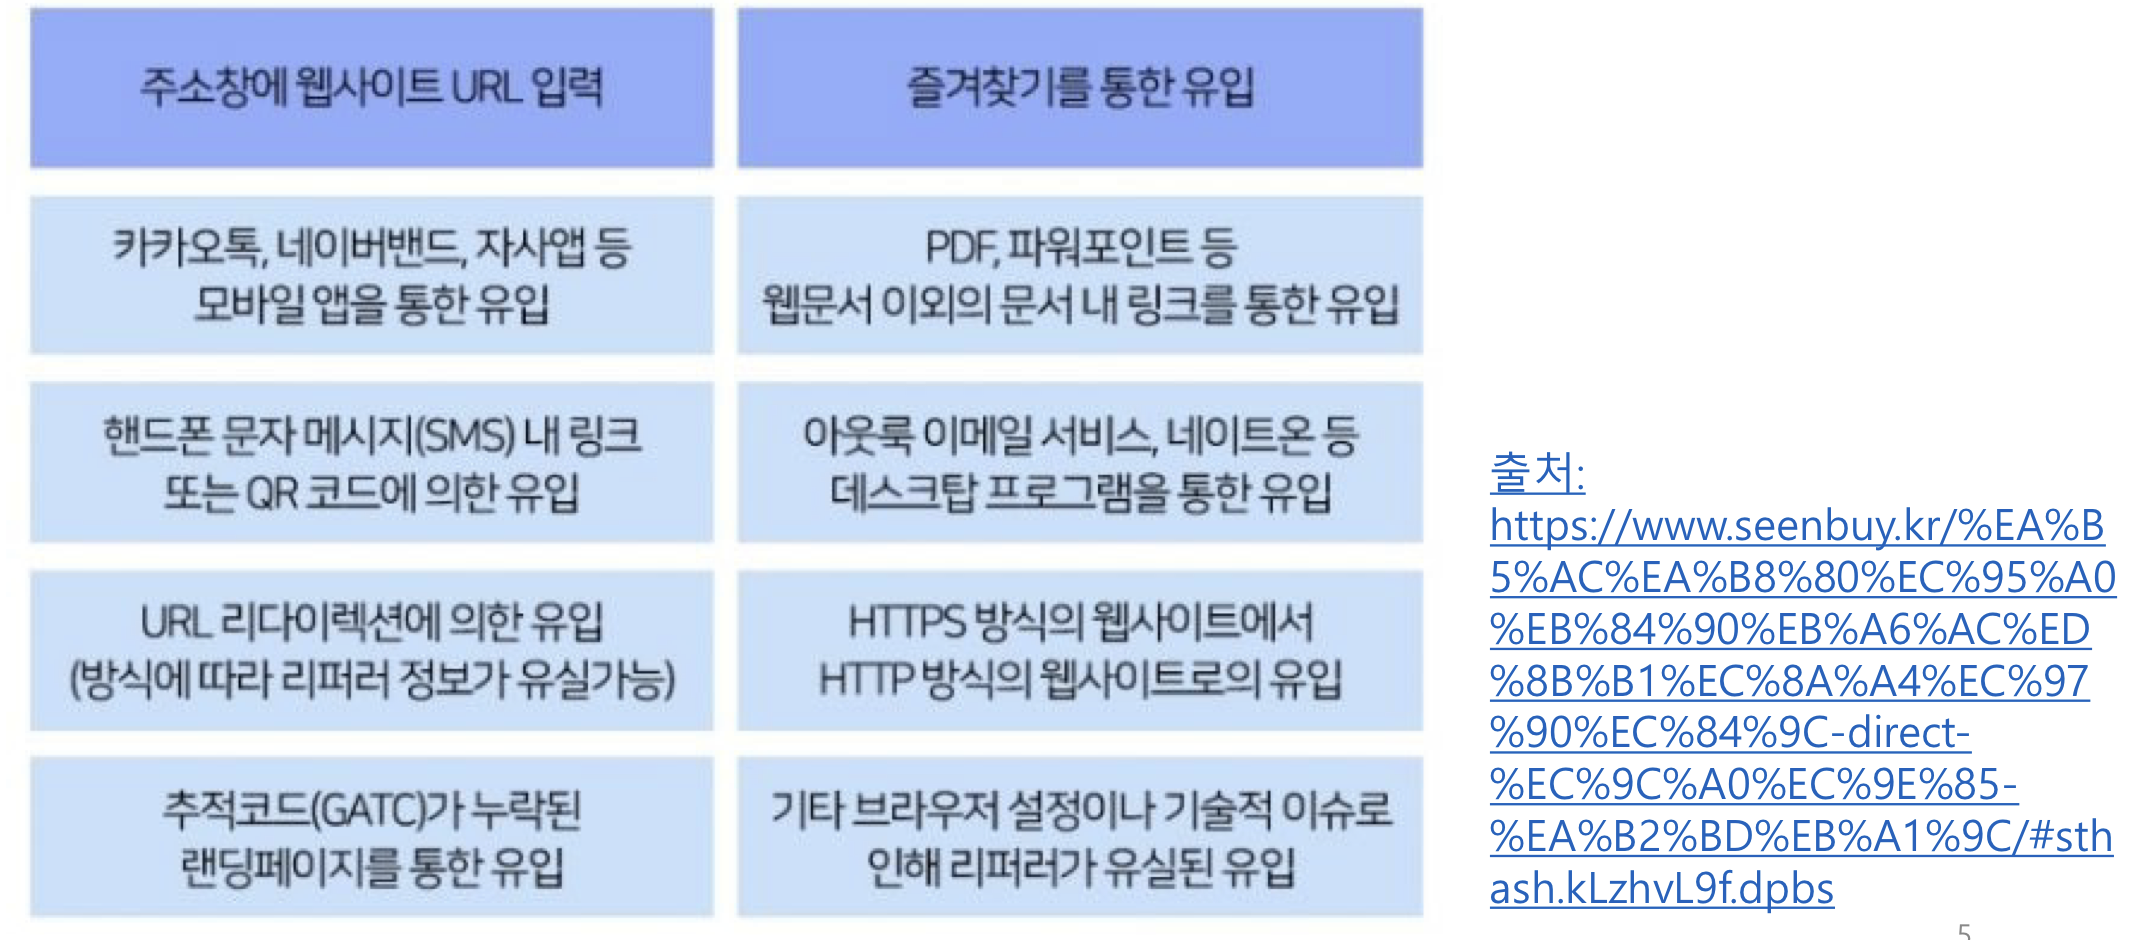 주소창에 웹사이트 URL 입력
즐겨찾기를 통한 유입
카카오톡, 네이버밴드, 자사앱 등
모바일 앱을 통한 유입
PDF, 파워포인트 등
웹문서 이외의 문서 내 링크를 통한 유입
핸드폰 문자 메시지(SMS) 내 링크
또는 QR 코드에 의한 유입
아웃룩 이메일 서비스, 네이트온 등
데스크탑 프로그램을 통한 유입
URL 리다이렉션에 의한 유입
(방식에 따라 리퍼러 정보가 유실가능)
HTTPS 방식의 웹사이트에서
HTTP 방식의 웹사이트로의 유입
추적코드(GATC)가 누락된
랜딩페이지를 통한 유입
기타 브라우저 설정이나 기술적 이슈로
인해 리퍼러가 유실된 유입
출처:
https://www.seenbuy.kr/%EA%B
5%AC%EA%B8%80%EC%95%A0
%EB%84%90%EB%A6%AC%ED
%8B%B1%EC%8A%A4%EC%97
%90%EC%84%9C-direct-
%EC%9C%A0%EC%9E%85-
%EA%B2%BD%EB%A1%9C/#sth
ash.kLzhvL9f.dpbs
5